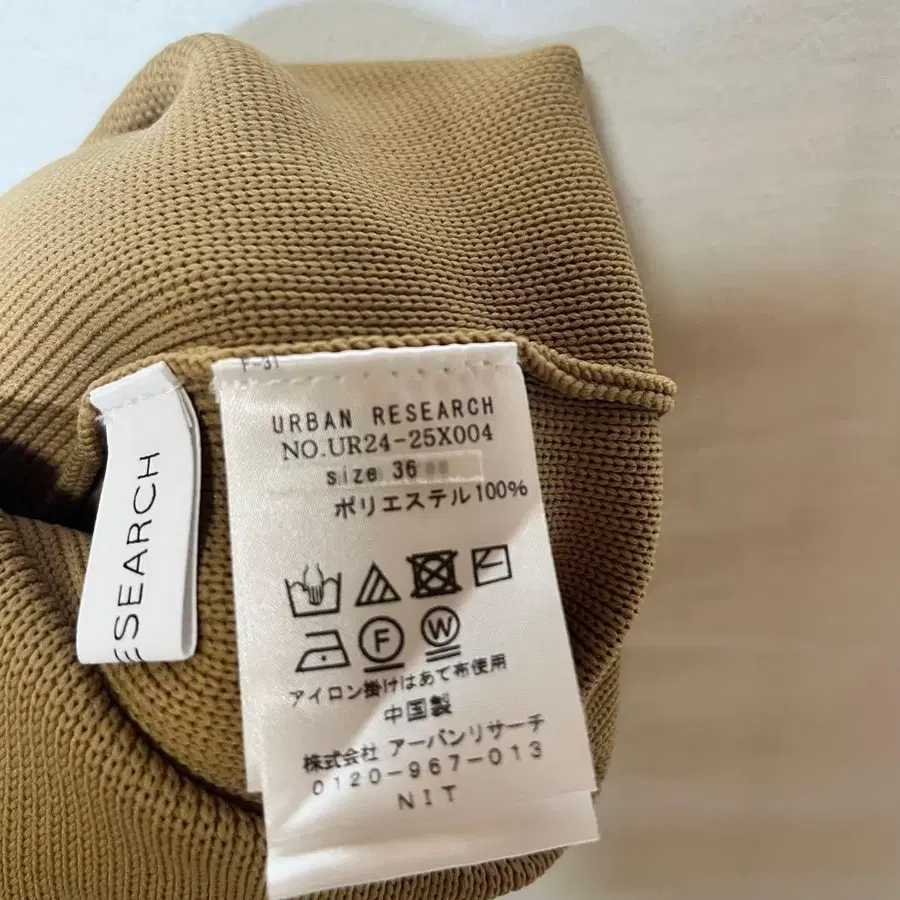 F-31
URBAN RESEARCH
NO.UR24-25X004
size 36
ポリエステル100%
F
W
アイロン掛けはあて布使用
中国製
株式会社 アーバンリサーチ
0120-967-013
NIT
ESEARCH